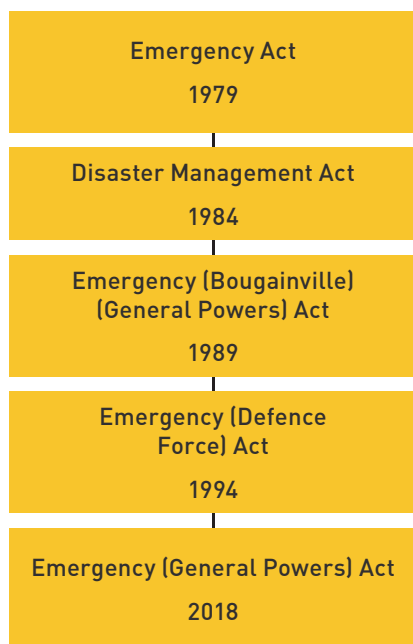 Emergency Act
1979
Disaster Management Act
1984
Emergency (Bougainville)
(General Powers) Act
1989
Emergency (Defence
Force) Act
1994
Emergency (General Powers) Act
2018